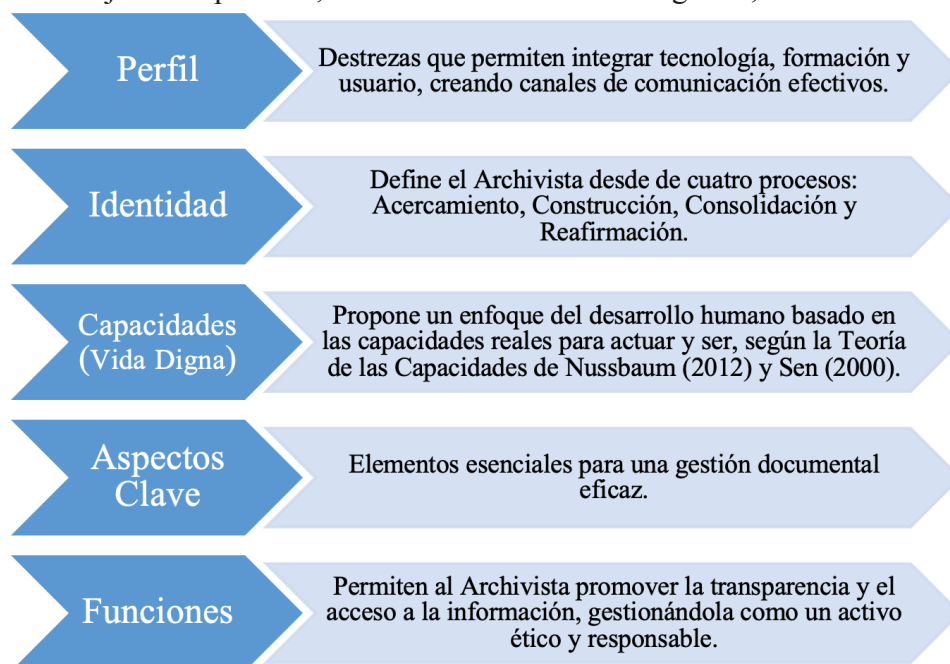 Perfil
Destrezas que permiten integrar tecnología, formación y
usuario, creando canales de comunicación efectivos.
Identidad
Define el Archivista desde de cuatro procesos:
Acercamiento, Construcción, Consolidación y
Reafirmación.
Capacidades
(Vida Digna)
Propone un enfoque del desarrollo humano basado en
las capacidades reales para actuar y ser, según la Teoría
de las Capacidades de Nussbaum (2012) y Sen (2000).
Aspectos
Clave
Elementos esenciales para una gestión documental
eficaz.
Funciones
Permiten al Archivista promover la transparencia y el
acceso a la información, gestionándola como un activo
ético y responsable.